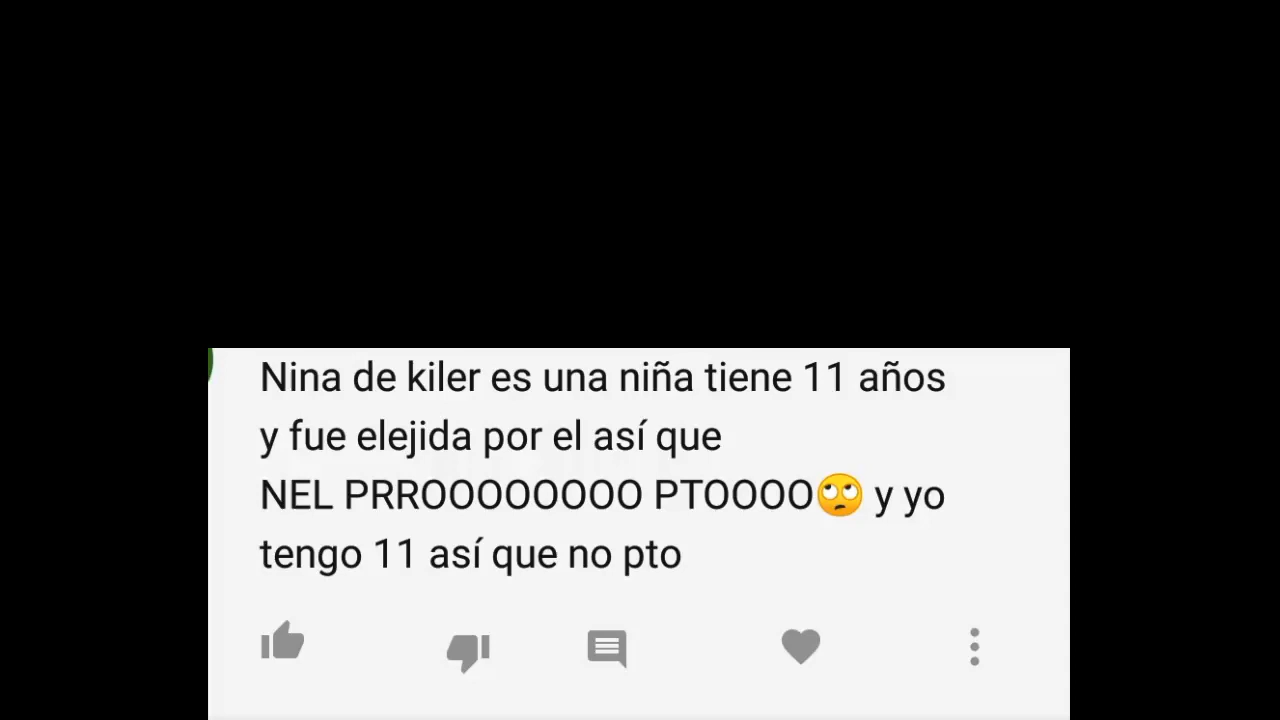 Nina de kiler es una niña tiene 11 años
y fue elejida por el así que
NEL PRROOOOOOOO PTOOOO🙄 y yo
tengo 11 así que no pto